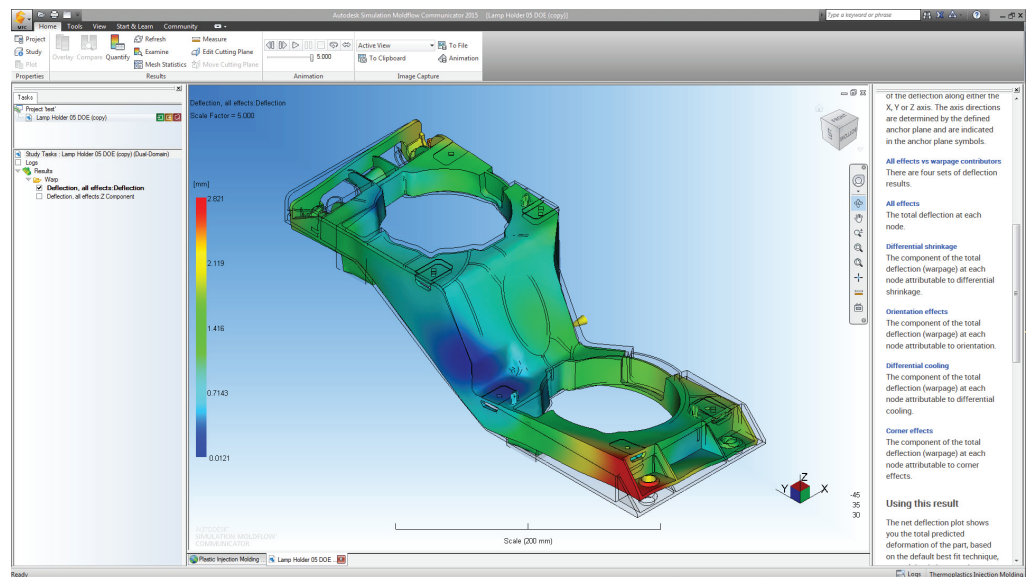 Autodesk Simulation Moldflow Communicator 2015 [Lamp Holder 05 DOE (copy)]
Type a keyword or phrase
Home Tools View Start & Learn Community
Project
Study
Plot
Properties
Overlay Compare Quantify
Refresh
Examine
Mesh Statistics
Measure
Edit Cutting Plane
Move Cutting Plane
Results
5.000
Animation
Active View
To Clipboard
To File
Animation
Image Capture
Tasks
Project 'test'
Lamp Holder 05 DOE (copy)
Study Tasks : Lamp Holder 05 DOE (copy) (Dual-Domain)
Logs
Results
Warp
Deflection, all effects:Deflection
Deflection, all effects:Z Component
Deflection, all effects:Deflection
Scale Factor = 5.000
[mm]
2.821
2.119
1.416
0.7143
0.0121
FRONT
BOTTOM
Z
Y X
-45
35
30
Scale (200 mm)
AUTODESK
SIMULATION MOLDFLOW
COMMUNICATOR
Plastic Injection Molding
Lamp Holder 05 DOE ...
of the deflection along either the
X, Y or Z axis. The axis directions
are determined by the defined
anchor plane and are indicated
in the anchor plane symbols.
All effects vs warpage contributors
There are four sets of deflection
results.
All effects
The total deflection at each
node.
Differential shrinkage
The component of the total
deflection (warpage) at each
node attributable to differential
shrinkage.
Orientation effects
The component of the total
deflection (warpage) at each
node attributable to orientation.
Differential cooling
The component of the total
deflection (warpage) at each
node attributable to differential
cooling.
Corner effects
The component of the total
deflection (warpage) at each
node attributable to corner
effects.
Using this result
The net deflection plot shows
you the total predicted
deformation of the part, based
on the default best fit technique,
Ready
Logs Thermoplastics Injection Molding